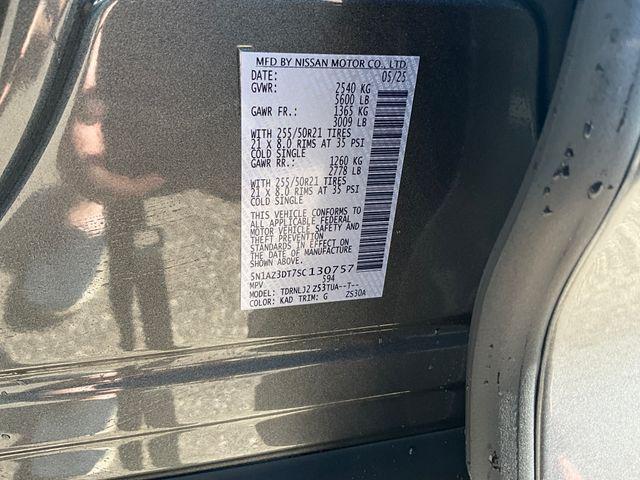 MFD BY NISSAN MOTOR CO., LTD
DATE: 05/25
GVWR: 2540 KG
5600 LB
GAWR FR.: 1365 KG
3009 LB
WITH 255/50R21 TIRES
21 X 8.0 RIMS AT 35 PSI
COLD SINGLE
GAWR RR.: 1260 KG
2778 LB
WITH 255/50R21 TIRES
21 X 8.0 RIMS AT 35 PSI
COLD SINGLE
THIS VEHICLE CONFORMS TO
ALL APPLICABLE FEDERAL
MOTOR VEHICLE SAFETY AND
THEFT PREVENTION
STANDARDS IN EFFECT ON
THE DATE OF MANUFACTURE
SHOWN ABOVE
5N1AZ3DT7SC130757
MPV 594
MODEL: TDRNLJ2 Z53TUA--T--
COLOR: KAD TRIM: G ZS30A